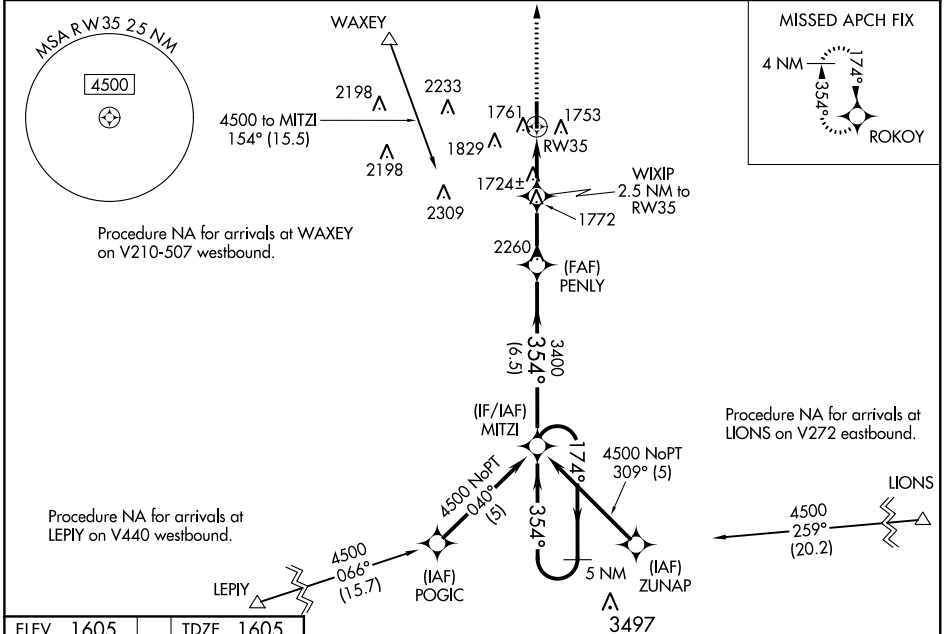 MSA RW35 25 NM
4500
WAXEY
4500 to MITZI
154° (15.5)
2198
2233
2198
2309
1829
1761
1753
RW35
1724±
WIXIP
2.5 NM to
RW35
1772
MISSED APCH FIX
4 NM
174°
354°
ROKOY
Procedure NA for arrivals at WAXEY
on V210-507 westbound.
2260
(FAF)
PENLY
3400
354°
(6.5)
(IF/IAF)
MITZI
Procedure NA for arrivals at
LIONS on V272 eastbound.
4500 NoPT
040°
(5)
174°
354°
4500 NoPT
309° (5)
LIONS
4500
259°
(20.2)
Procedure NA for arrivals at
LEPIY on V440 westbound.
LEPIY
4500
066°
(15.7)
(IAF)
POGIC
5 NM
(IAF)
ZUNAP
3497
ELEV 1605
TDZE 1605